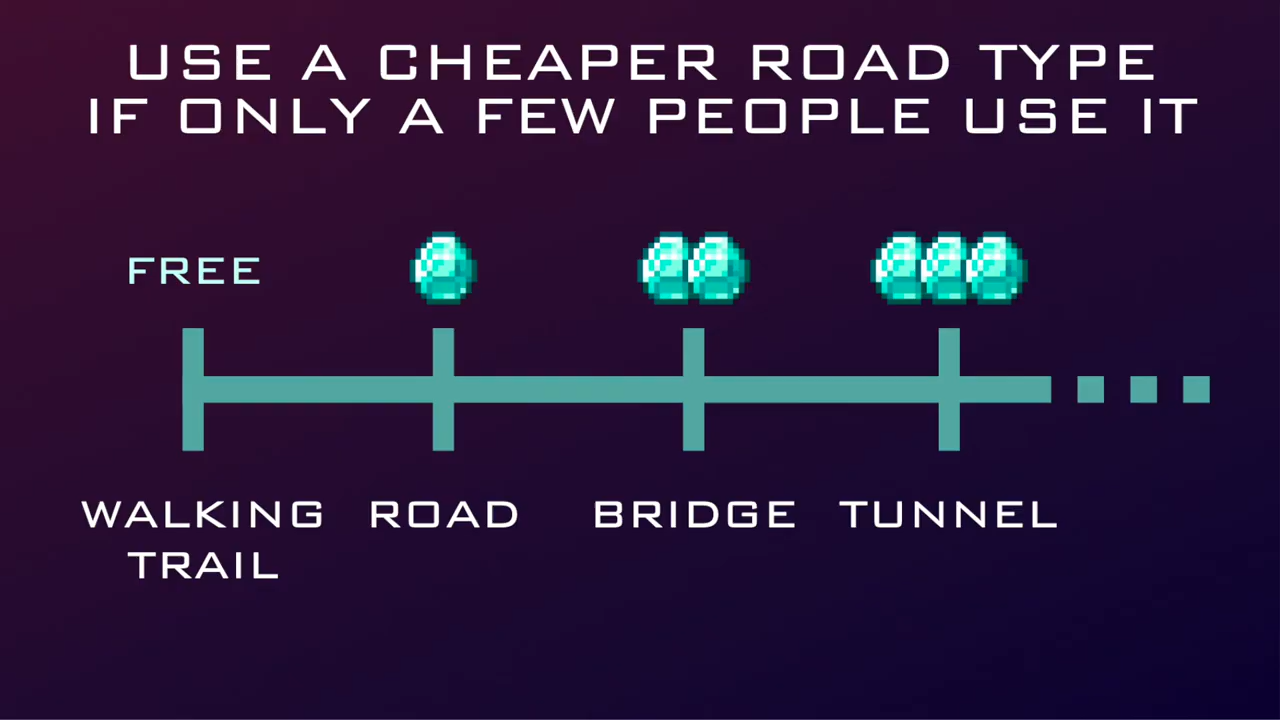 USE A CHEAPER ROAD TYPE
IF ONLY A FEW PEOPLE USE IT
FREE
WALKING TRAIL
ROAD
BRIDGE
TUNNEL